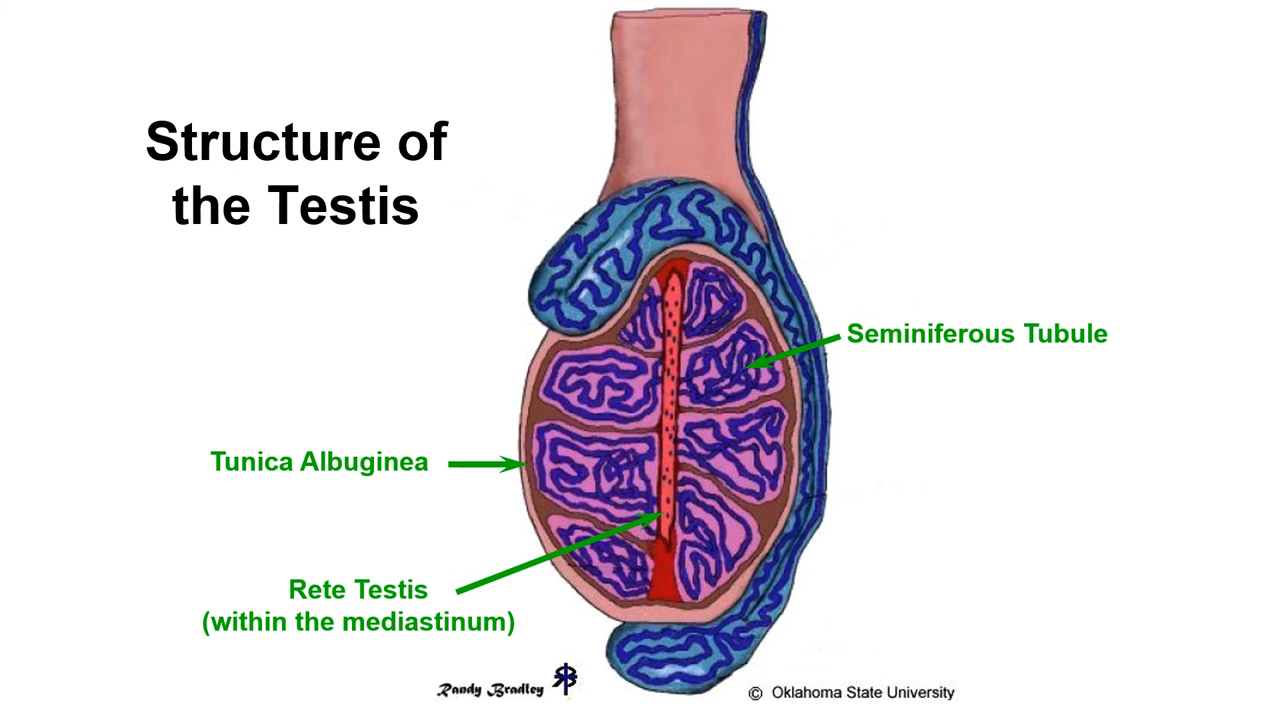 Structure of
the Testis
Seminiferous Tubule
Tunica Albuginea
Rete Testis
(within the mediastinum)
Randy Bradley
© Oklahoma State University